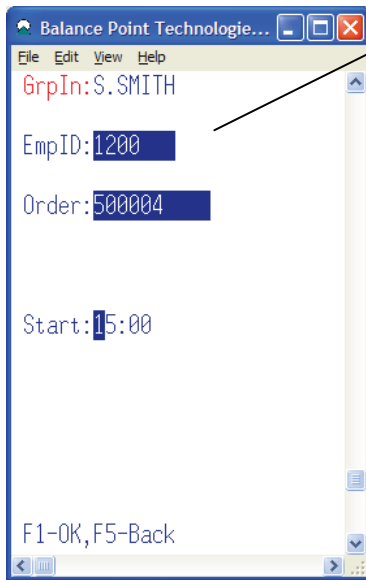 Balance Point Technologie...
File Edit View Help
GrpIn:S.SMITH
EmpID:1200
Order:500004
Start:15:00
F1-OK,F5-Back